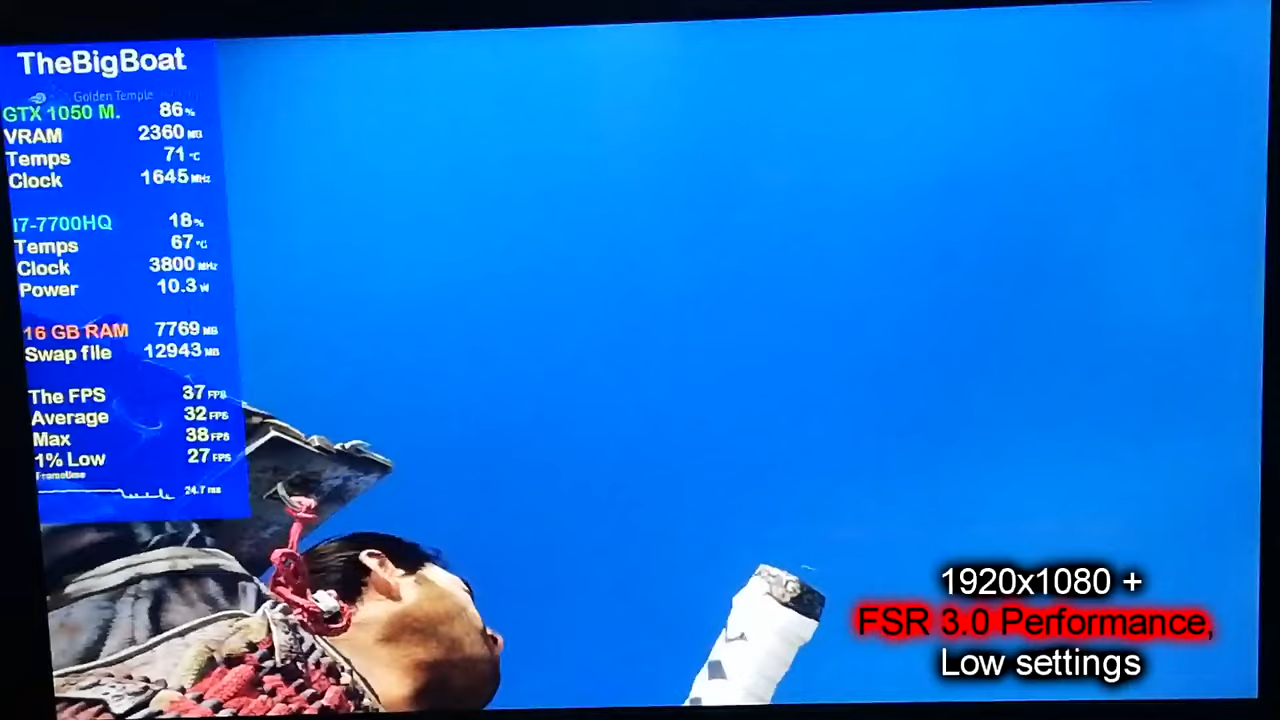 TheBigBoat
Golden Temple
GTX 1050 M. 86 %
VRAM 2360 MB
Temps 71 °C
Clock 1645 MHz
I7-7700HQ 18 %
Temps 67 °C
Clock 3800 MHz
Power 10.3 W
16 GB RAM 7769 MB
Swap file 12943 MB
The FPS 37 FPS
Average 32 FPS
Max 38 FPS
1% Low 27 FPS
Frametime
24.7 ms
1920x1080 +
FSR 3.0 Performance,
Low settings